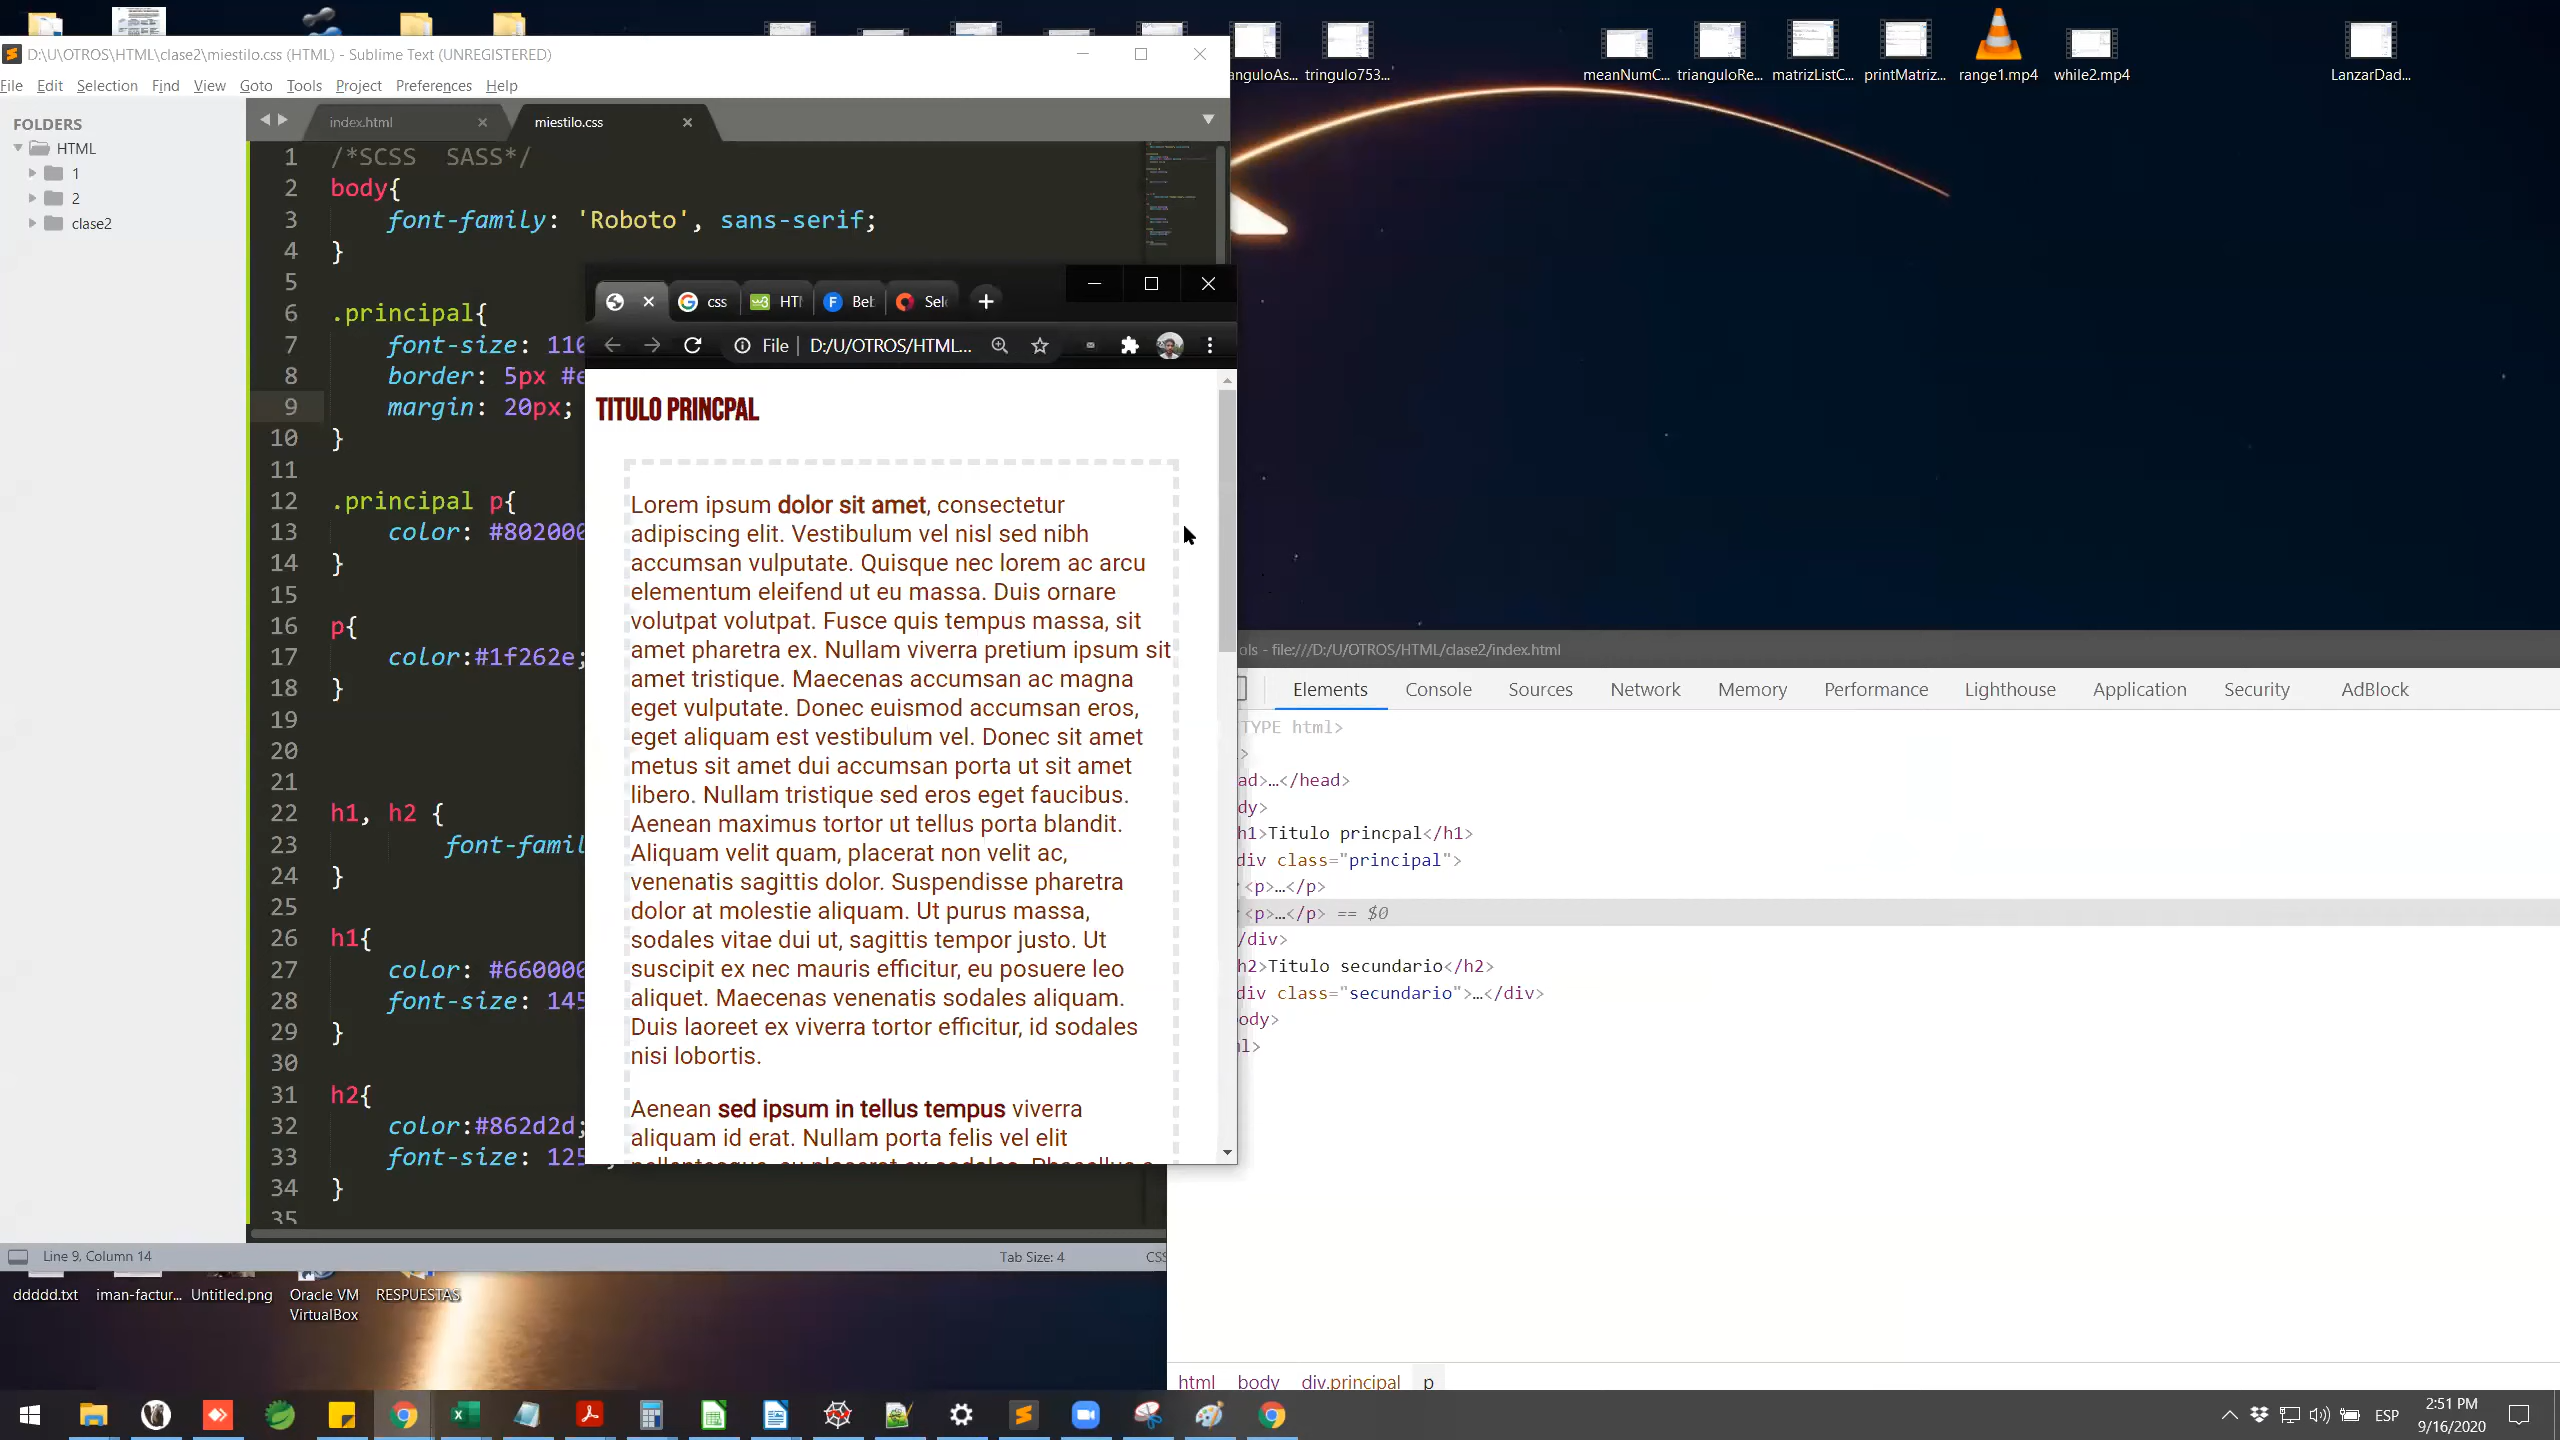 anguloAs...
tringulo753...
meanNumC...
trianguloRe...
matrizListC...
printMatriz...
range1.mp4
while2.mp4
LanzarDad...
D:\U\OTROS\HTML\clase2\miestilo.css (HTML) - Sublime Text (UNREGISTERED)
File Edit Selection Find View Goto Tools Project Preferences Help
FOLDERS
HTML
1
2
clase2
index.html
miestilo.css
1 /*SCSS  SASS*/
2 body{
3 font-family: 'Roboto', sans-serif;
4 }
5
6 .principal{
7 font-size: 110
8 border: 5px #e
9 margin: 20px;
10 }
11
12 .principal p{
13 color: #802000
14 }
15
16 p{
17 color:#1f262e;
18 }
19
20
21
22 h1, h2 {
23 font-famil
24 }
25
26 h1{
27 color: #660000
28 font-size: 145
29 }
30
31 h2{
32 color:#862d2d;
33 font-size: 125
34 }
35
Line 9, Column 14
Tab Size: 4
CSS
css
HTM
Beb
Sele
File | D:/U/OTROS/HTML...
TITULO PRINCPAL
Lorem ipsum dolor sit amet, consectetur
adipiscing elit. Vestibulum vel nisl sed nibh
accumsan vulputate. Quisque nec lorem ac arcu
elementum eleifend ut eu massa. Duis ornare
volutpat volutpat. Fusce quis tempus massa, sit
amet pharetra ex. Nullam viverra pretium ipsum sit
amet tristique. Maecenas accumsan ac magna
eget vulputate. Donec euismod accumsan eros,
eget aliquam est vestibulum vel. Donec sit amet
metus sit amet dui accumsan porta ut sit amet
libero. Nullam tristique sed eros eget faucibus.
Aenean maximus tortor ut tellus porta blandit.
Aliquam velit quam, placerat non velit ac,
venenatis sagittis dolor. Suspendisse pharetra
dolor at molestie aliquam. Ut purus massa,
sodales vitae dui ut, sagittis tempor justo. Ut
suscipit ex nec mauris efficitur, eu posuere leo
aliquet. Maecenas venenatis sodales aliquam.
Duis laoreet ex viverra tortor efficitur, id sodales
nisi lobortis.
Aenean sed ipsum in tellus tempus viverra
aliquam id erat. Nullam porta felis vel elit
ools - file:///D:/U/OTROS/HTML/clase2/index.html
Elements Console Sources Network Memory Performance Lighthouse Application Security AdBlock
TYPE html>
>
ad>…</head>
dy>
h1>Titulo princpal</h1>
div class="principal">
<p>…</p>
<p>…</p> == $0
/div>
h2>Titulo secundario</h2>
div class="secundario">…</div>
ody>
ml>
html body div.principal p
ddddd.txt
iman-factur...
Untitled.png
Oracle VM
VirtualBox
RESPUESTAS
ESP
2:51 PM
9/16/2020